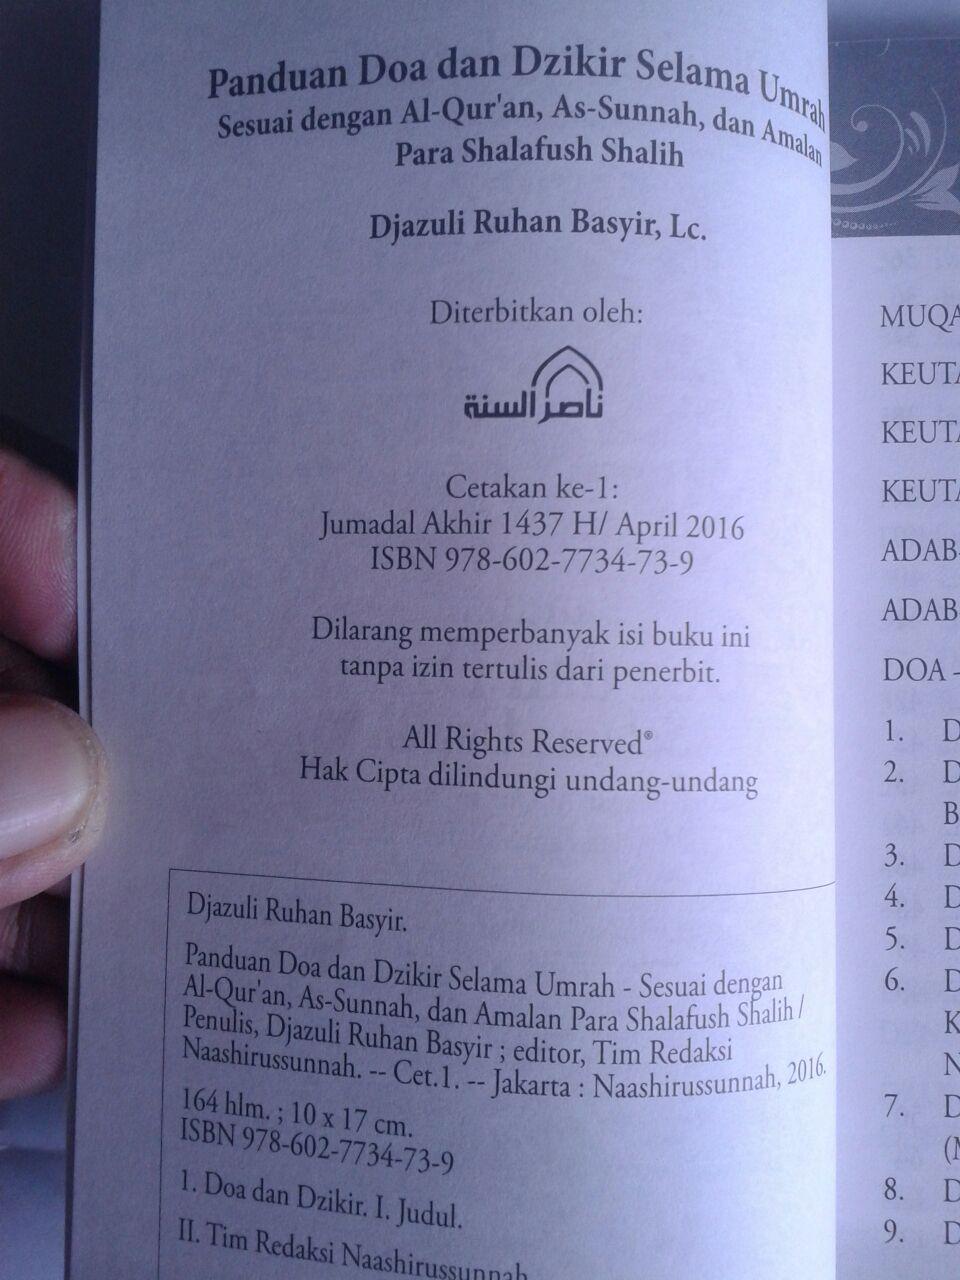 Panduan Doa dan Dzikir Selama Umrah
Sesuai dengan Al-Qur'an, As-Sunnah, dan Amalan
Para Shalafush Shalih
Djazuli Ruhan Basyir, Lc.
Diterbitkan oleh:
ناصر السنة
Cetakan ke-1:
Jumadal Akhir 1437 H/ April 2016
ISBN 978-602-7734-73-9
Dilarang memperbanyak isi buku ini
tanpa izin tertulis dari penerbit.
All Rights Reserved®
Hak Cipta dilindungi undang-undang
Djazuli Ruhan Basyir.
Panduan Doa dan Dzikir Selama Umrah - Sesuai dengan
Al-Qur'an, As-Sunnah, dan Amalan Para Shalafush Shalih /
Penulis, Djazuli Ruhan Basyir ; editor, Tim Redaksi
Naashirussunnah. -- Cet.1. -- Jakarta : Naashirussunnah, 2016.
164 hlm. ; 10 x 17 cm.
ISBN 978-602-7734-73-9
1. Doa dan Dzikir. I. Judul.
II. Tim Redaksi Naashirussunnah
MUQA
KEUTA
KEUTA
KEUTA
ADAB-
ADAB
DOA -
1. D
2. D
B
3. D
4. D
5. D
6. D
K
N
7. D
(M
8. D
9. D